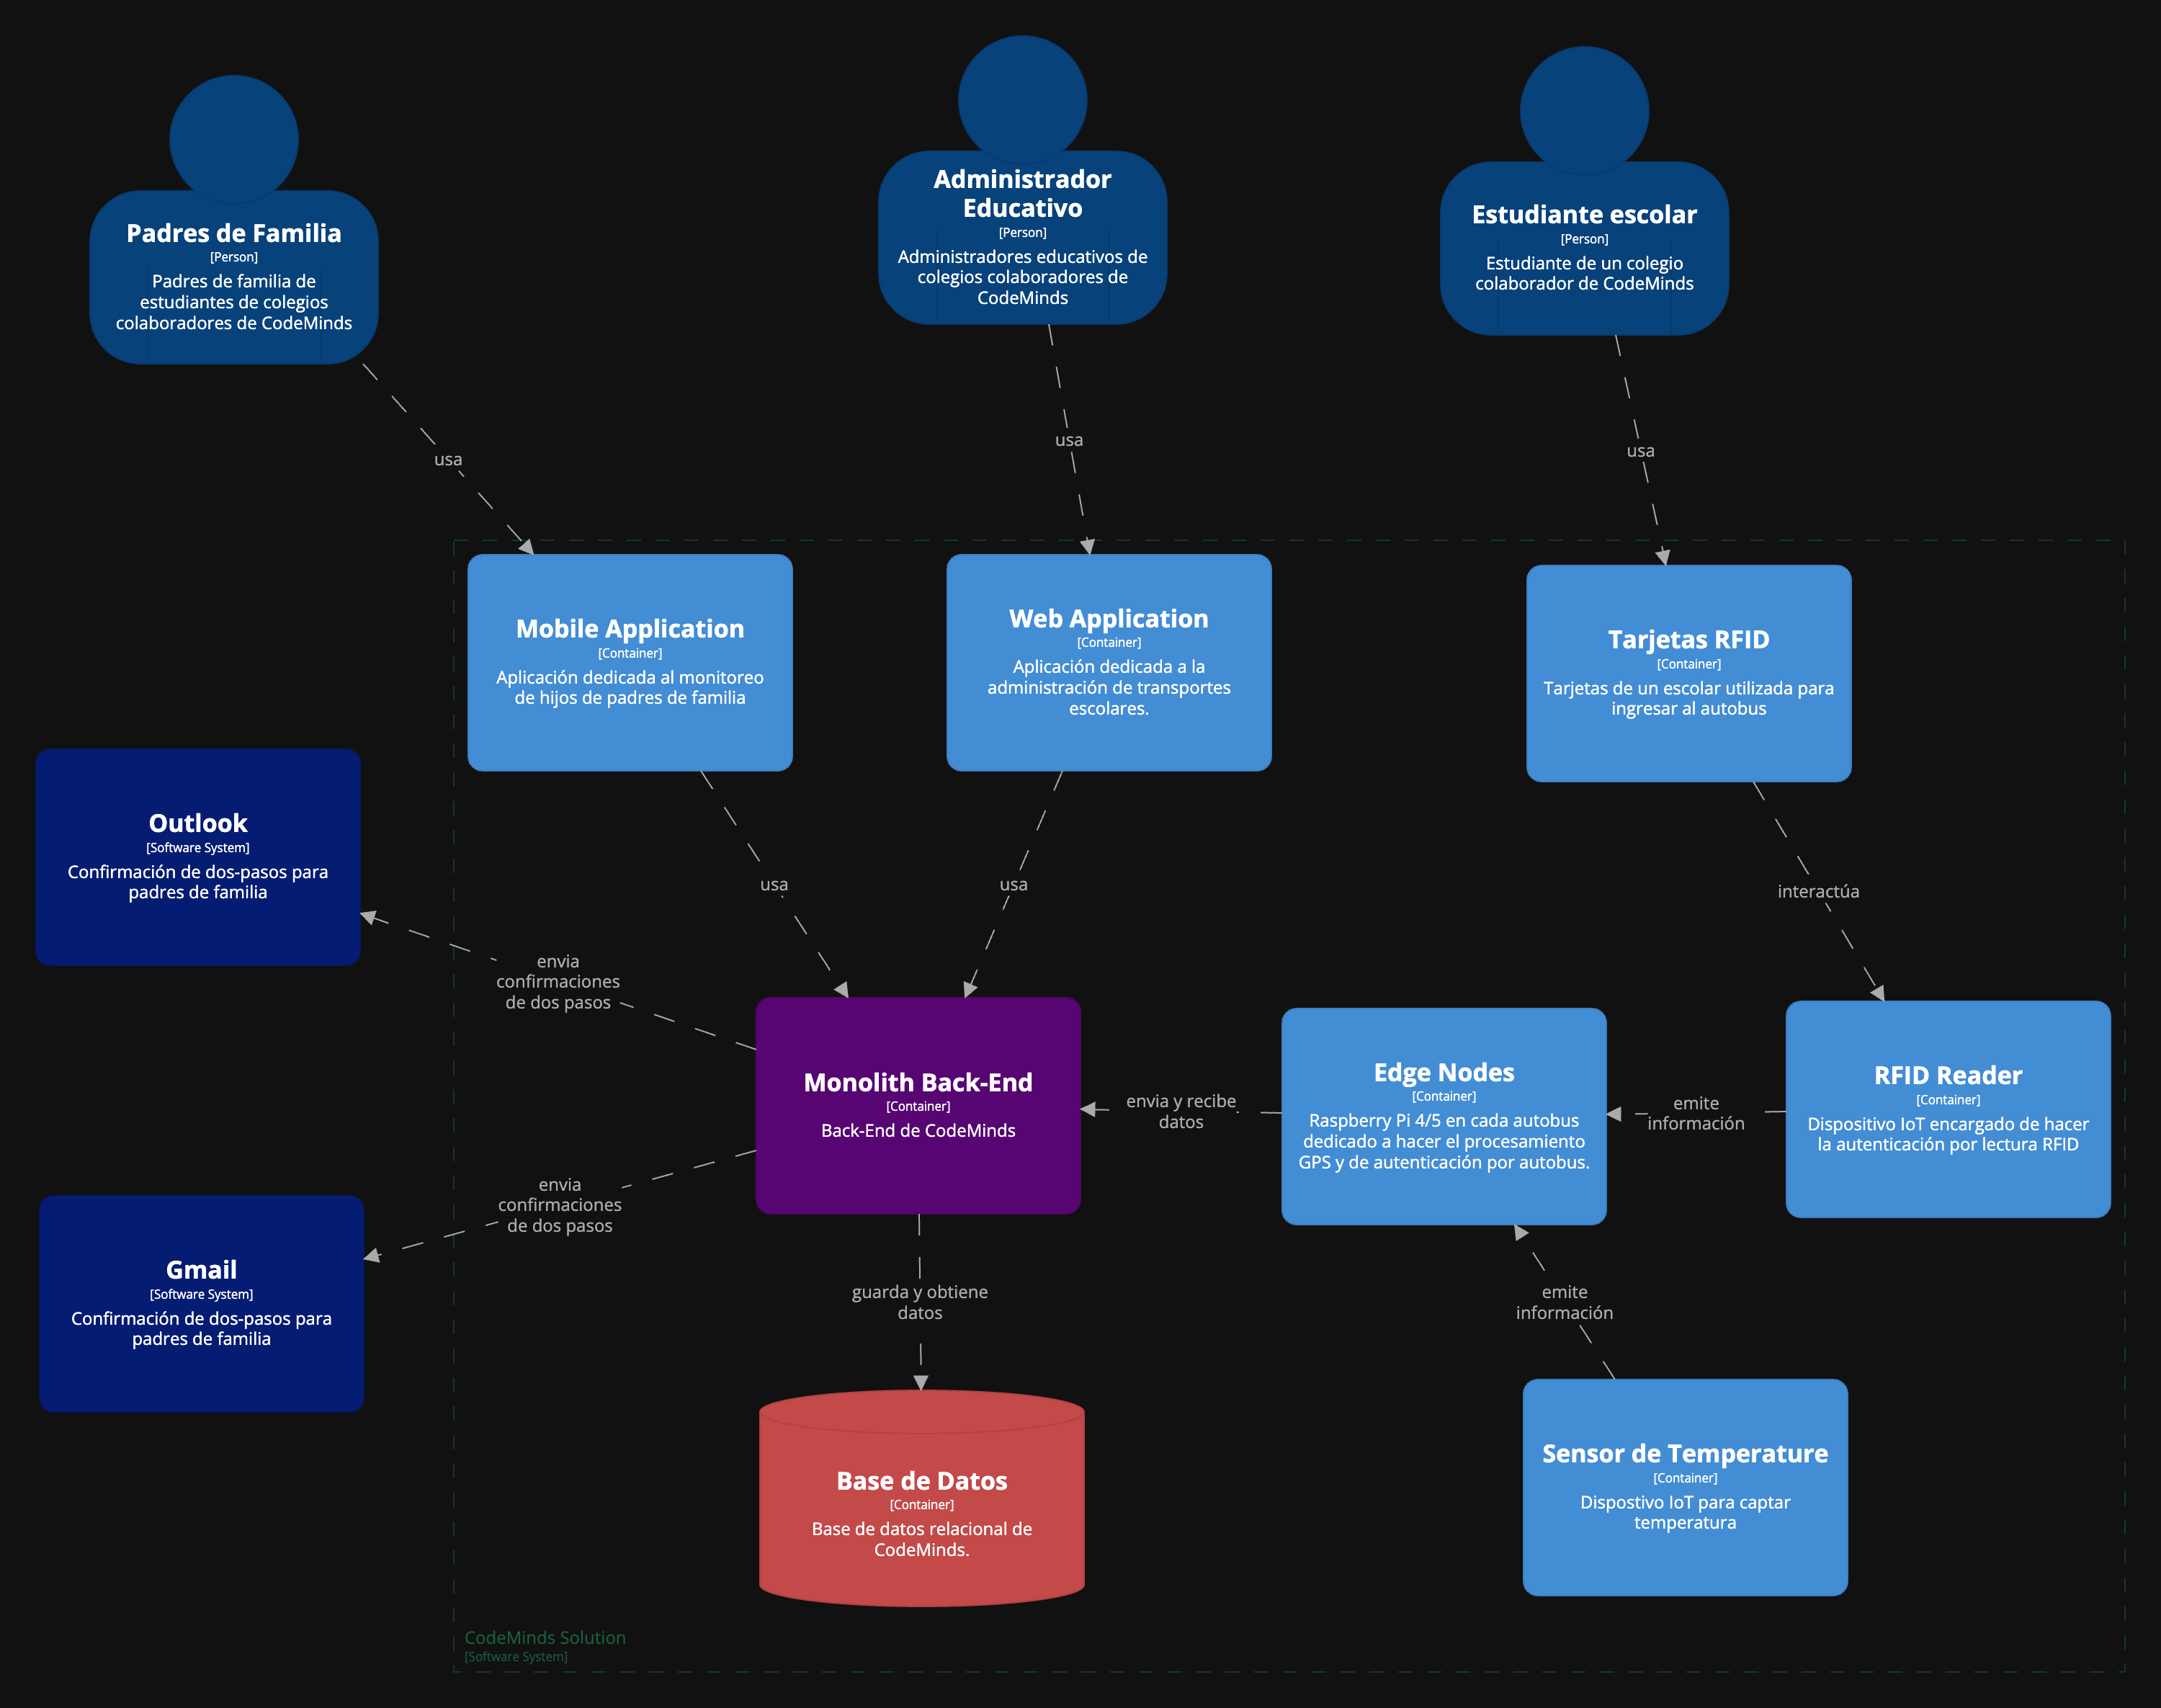 Padres de Familia
[Person]
Padres de familia de
estudiantes de colegios
colaboradores de CodeMinds
Administrador
Educativo
[Person]
Administradores educativos de
colegios colaboradores de
CodeMinds
Estudiante escolar
[Person]
Estudiante de un colegio
colaborador de CodeMinds
usa
usa
usa
Mobile Application
[Container]
Aplicación dedicada al monitoreo
de hijos de padres de familia
Web Application
[Container]
Aplicación dedicada a la
administración de transportes
escolares.
Tarjetas RFID
[Container]
Tarjetas de un escolar utilizada para
ingresar al autobus
Outlook
[Software System]
Confirmación de dos-pasos para
padres de familia
usa
usa
interactúa
envia
confirmaciones
de dos pasos
Monolith Back-End
[Container]
Back-End de CodeMinds
envia y recibe
datos
Edge Nodes
[Container]
Raspberry Pi 4/5 en cada autobus
dedicado a hacer el procesamiento
GPS y de autenticación por autobus.
emite
información
RFID Reader
[Container]
Dispositivo IoT encargado de hacer
la autenticación por lectura RFID
envia
confirmaciones
de dos pasos
Gmail
[Software System]
Confirmación de dos-pasos para
padres de familia
guarda y obtiene
datos
emite
información
Base de Datos
[Container]
Base de datos relacional de
CodeMinds.
Sensor de Temperature
[Container]
Dispostivo IoT para captar
temperatura
CodeMinds Solution
[Software System]